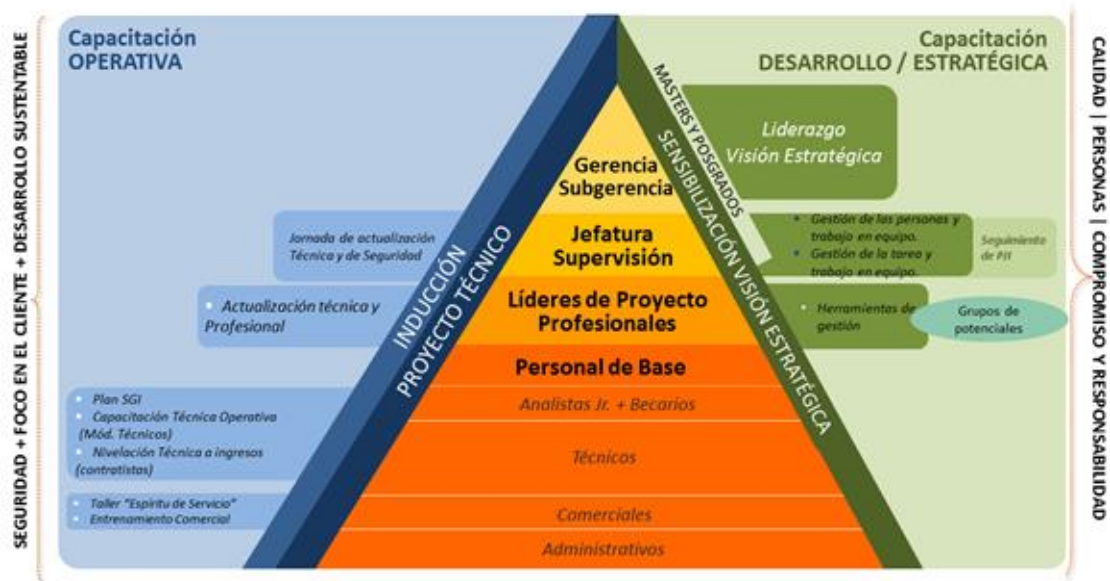 SEGURIDAD + FOCO EN EL CLIENTE + DESARROLLO SUSTENTABLE
Capacitación
OPERATIVA
Jornada de actualización
Técnica y de Seguridad
• Actualización técnica y
Profesional
• Plan SGI
• Capacitación Técnica Operativa
(Mód. Técnicos)
• Nivelación Técnica a ingresos
(contratistas)
• Taller "Espíritu de Servicio"
• Entrenamiento Comercial
INDUCCIÓN
PROYECTO TÉCNICO
Gerencia
Subgerencia
Jefatura
Supervisión
Líderes de Proyecto
Profesionales
Personal de Base
Analistas Jr. + Becarios
Técnicos
Comerciales
Administrativos
MASTERS Y POSGRADOS
SENSIBILIZACIÓN VISIÓN ESTRATÉGICA
Capacitación
DESARROLLO / ESTRATÉGICA
Liderazgo
Visión Estratégica
• Gestión de las personas y
trabajo en equipo.
• Gestión de la tarea y
trabajo en equipo.
Seguimiento
de
• Herramientas de
gestión
Grupos de
potenciales
CALIDAD | PERSONAS | COMPROMISO Y RESPONSABILIDAD